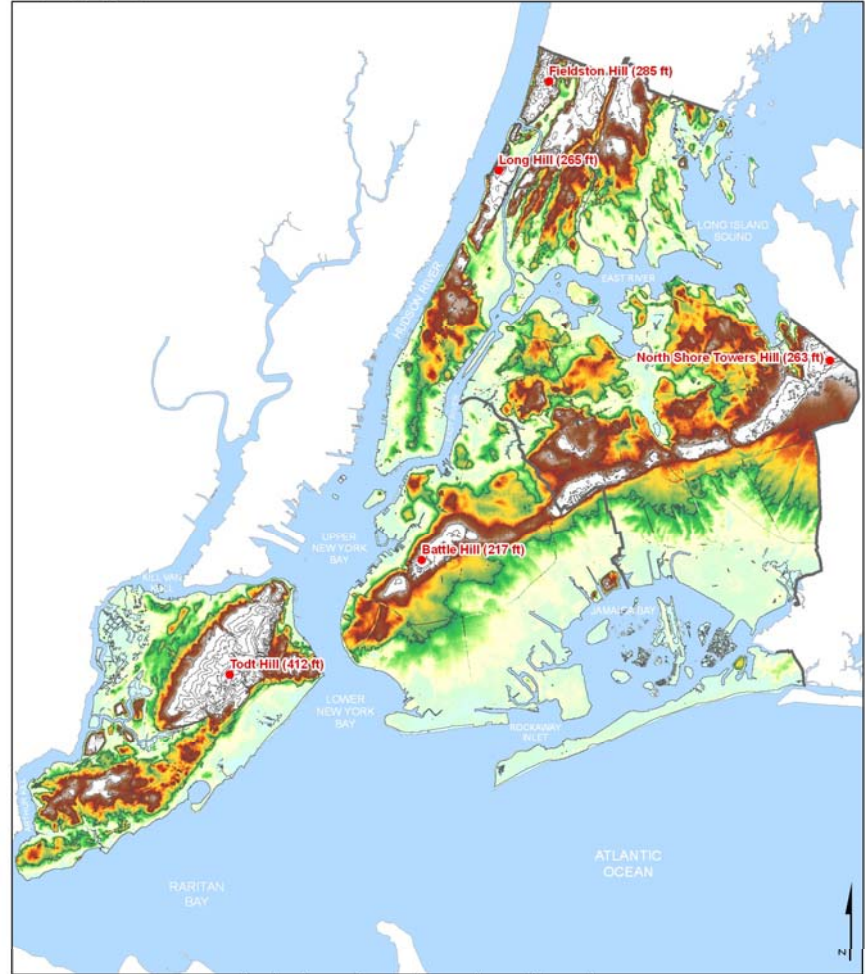 Fieldston Hill (285 ft)
Long Hill (265 ft)
LONG ISLAND
SOUND
HUDSON RIVER
EAST RIVER
North Shore Towers Hill (263 ft)
UPPER
NEW YORK
BAY
Battle Hill (217 ft)
KILL VAN
KULL
JAMAICA BAY
Todt Hill (412 ft)
LOWER
NEW YORK
BAY
ROCKAWAY
INLET
ATLANTIC
OCEAN
RARITAN
BAY
N